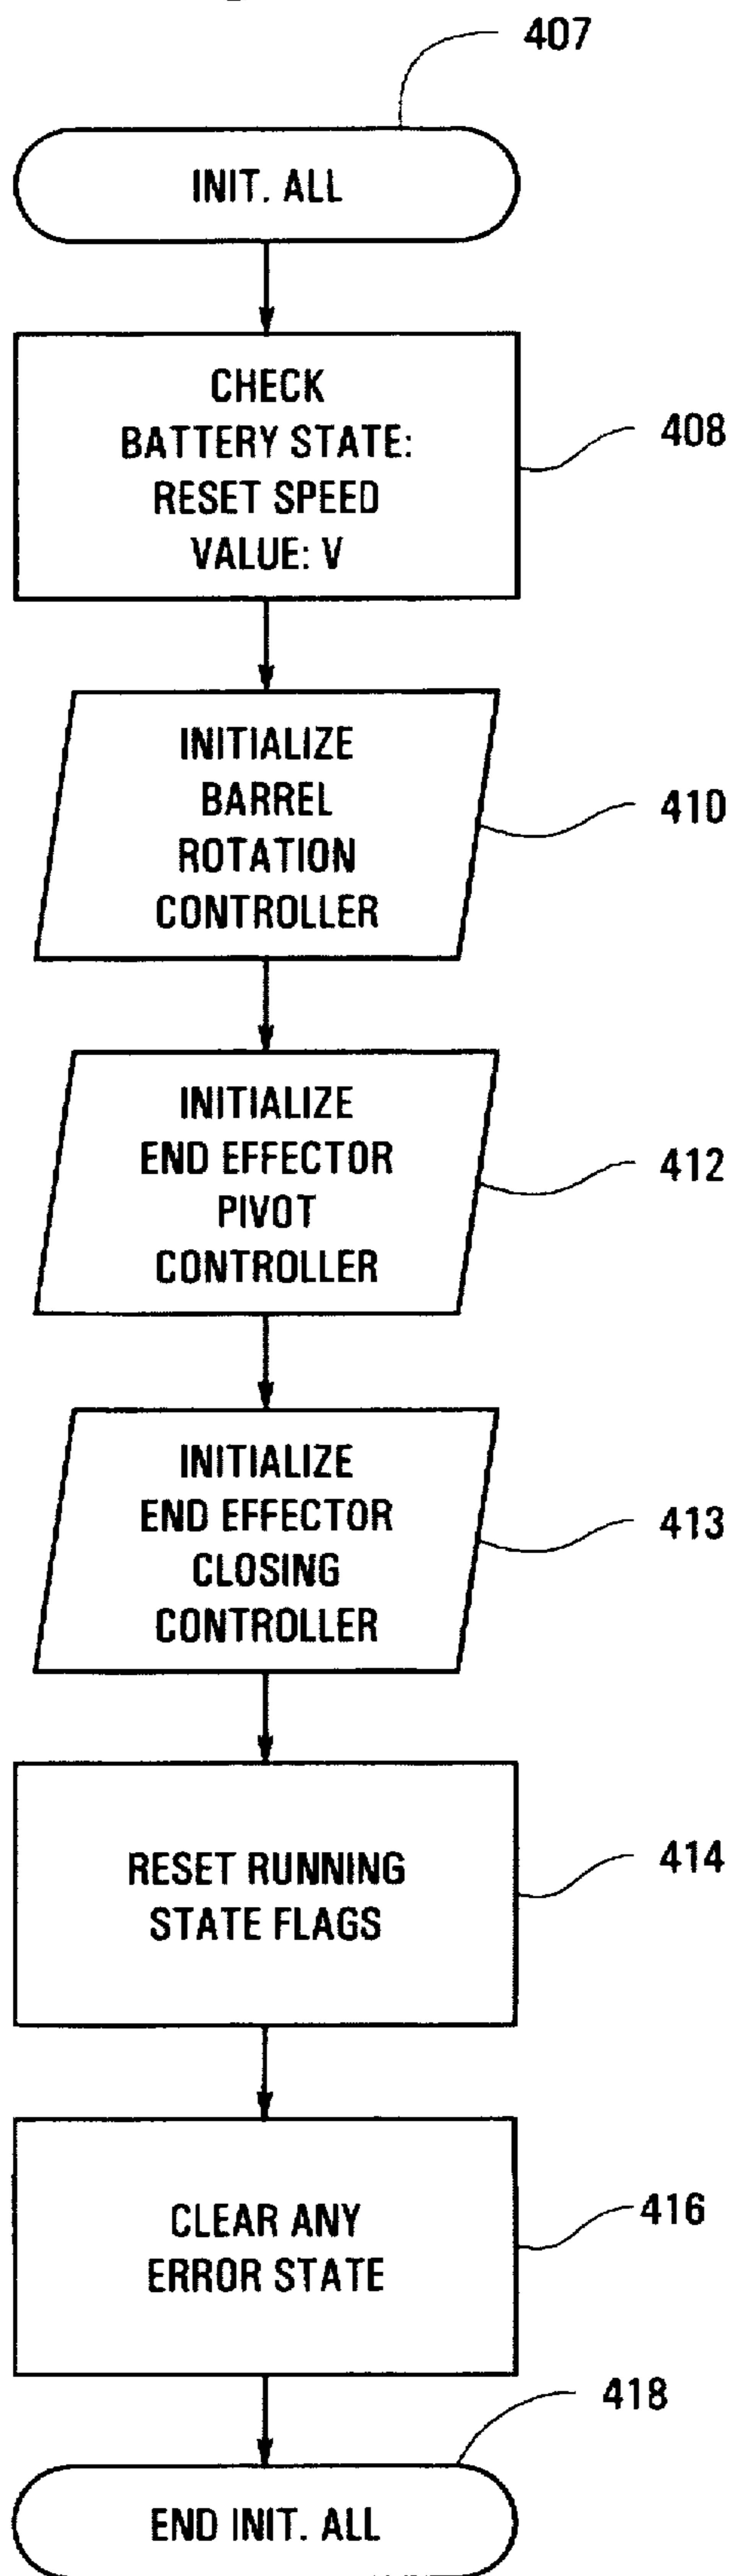 407
INIT. ALL
CHECK
BATTERY STATE:
RESET SPEED
VALUE: V
408
INITIALIZE
BARREL
ROTATION
CONTROLLER
410
INITIALIZE
END EFFECTOR
PIVOT
CONTROLLER
412
INITIALIZE
END EFFECTOR
CLOSING
CONTROLLER
413
RESET RUNNING
STATE FLAGS
414
CLEAR ANY
ERROR STATE
416
418
END INIT. ALL